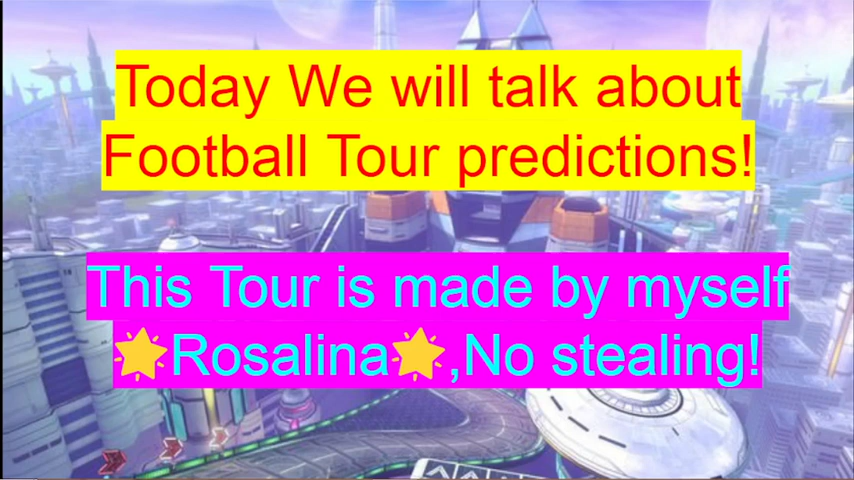 Today We will talk about
Football Tour predictions!
This Tour is made by myself
🌟Rosalina🌟,No stealing!